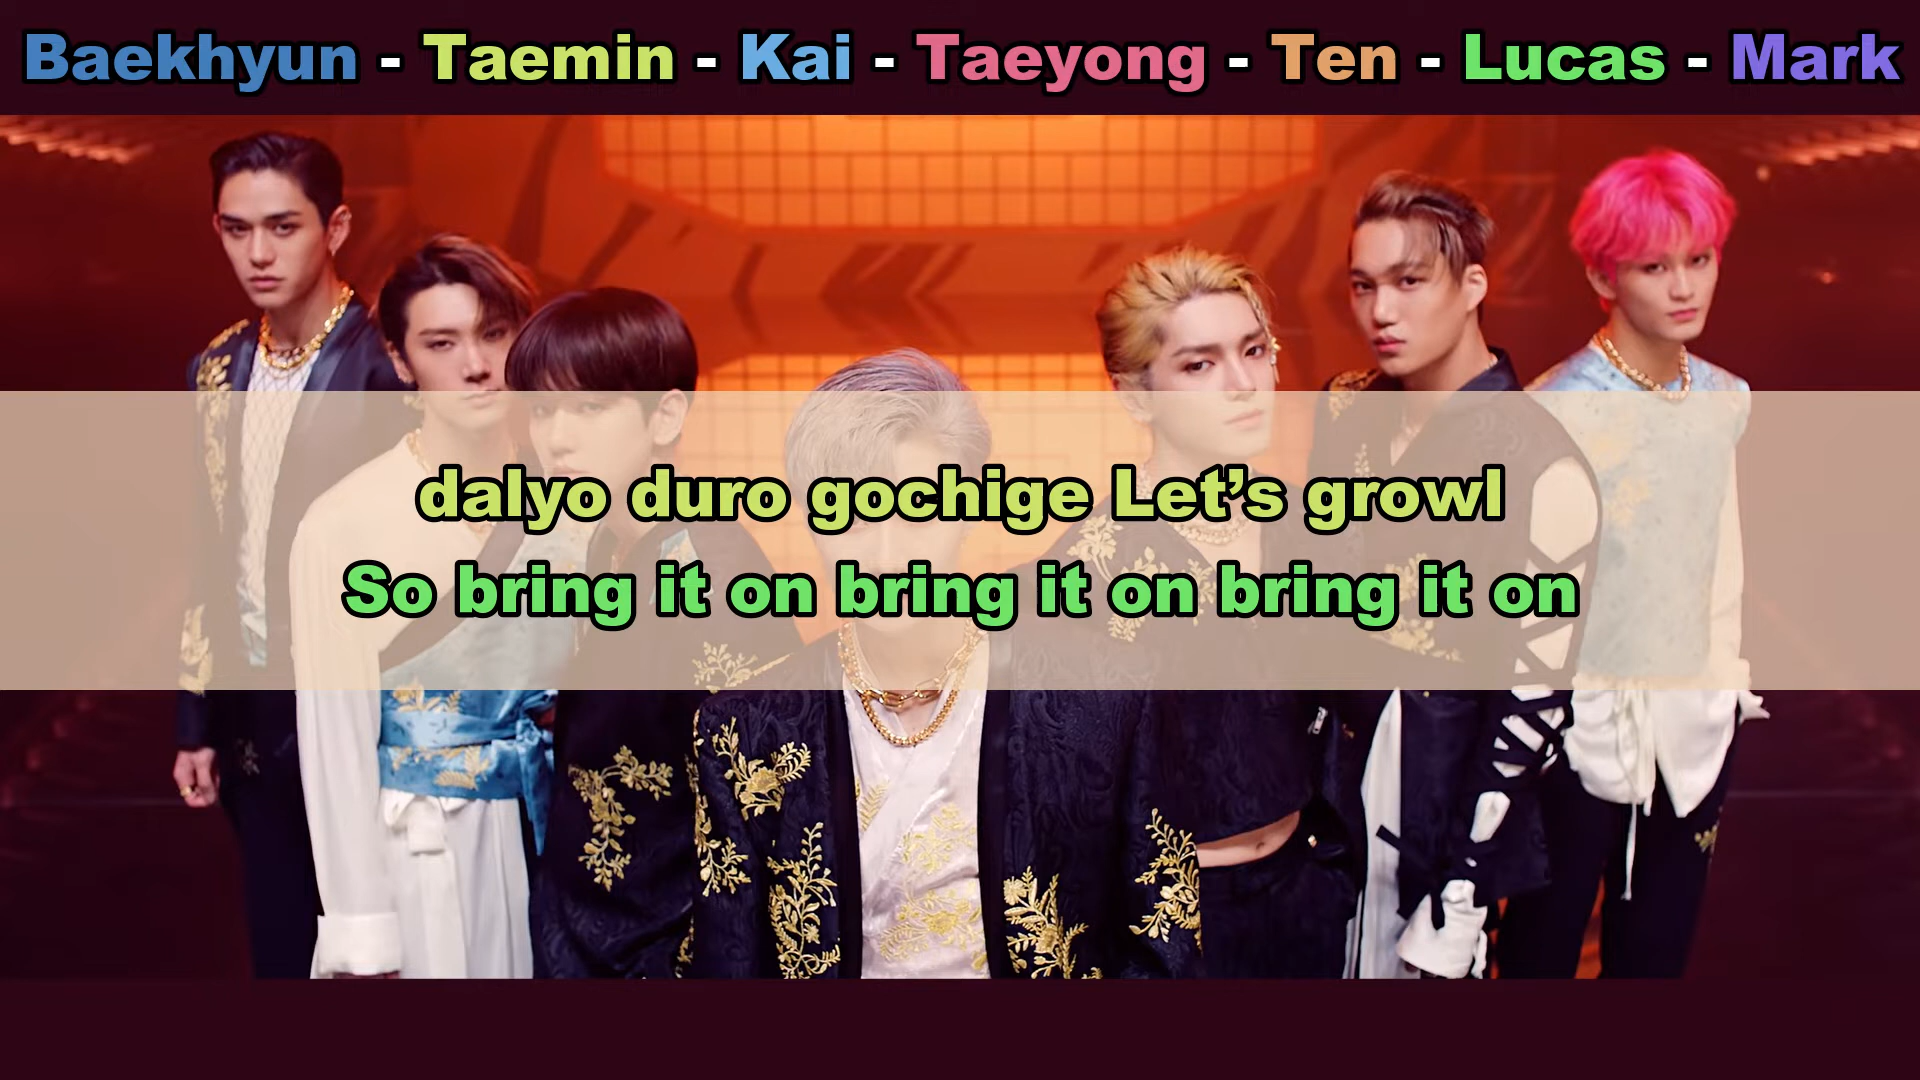 Baekhyun - Taemin - Kai - Taeyong - Ten - Lucas - Mark
dalyo duro gochige Let’s growl
So bring it on bring it on bring it on